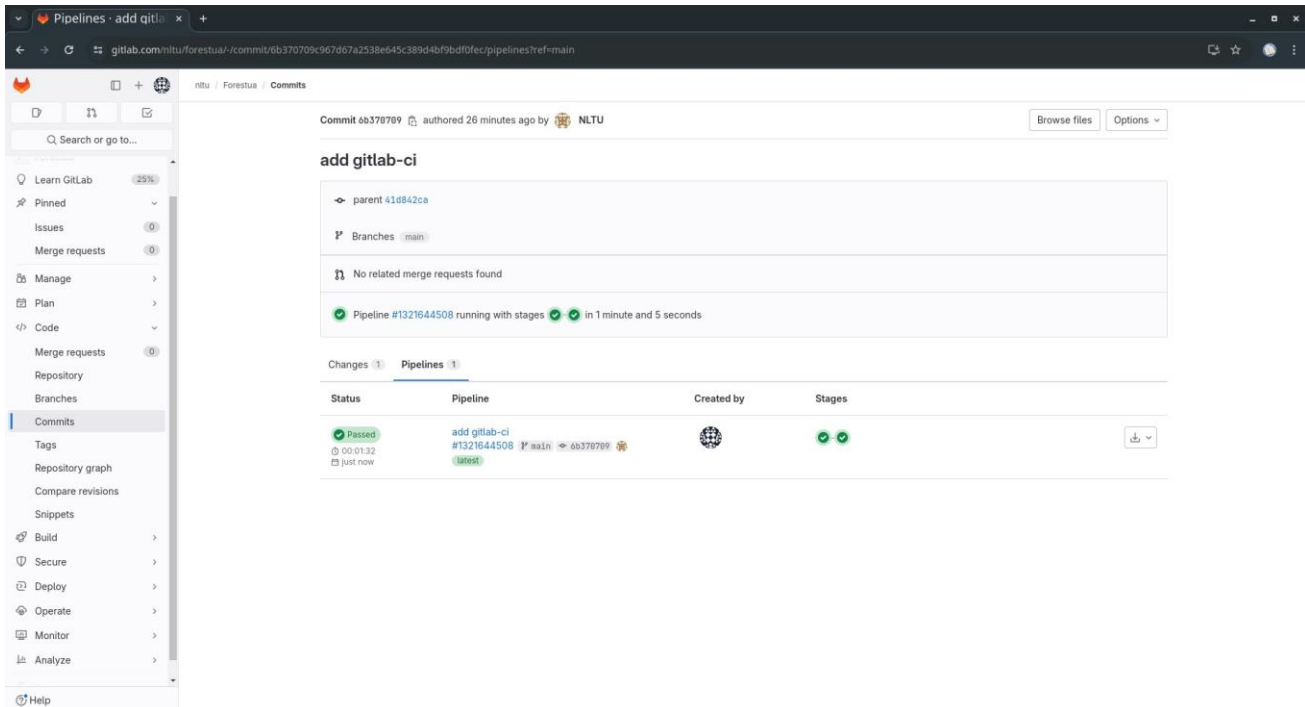 Pipelines · add gitla
gitlab.com/nltu/forestua/-/commit/6b370709c967d67a2538e645c389d4bf9bdf0fec/pipelines?ref=main
nltu / Forestua / Commits
Search or go to...
Learn GitLab 25%
Pinned
Issues 0
Merge requests 0
Manage
Plan
Code
Merge requests 0
Repository
Branches
Commits
Tags
Repository graph
Compare revisions
Snippets
Build
Secure
Deploy
Operate
Monitor
Analyze
Help
Commit 6b370709 authored 26 minutes ago by NLTU
Browse files Options
add gitlab-ci
parent 41d842ca
Branches main
No related merge requests found
Pipeline #1321644508 running with stages in 1 minute and 5 seconds
Changes 1 Pipelines 1
Status Pipeline Created by Stages
Passed
00:01:32
just now
add gitlab-ci
#1321644508 main 6b370709
latest